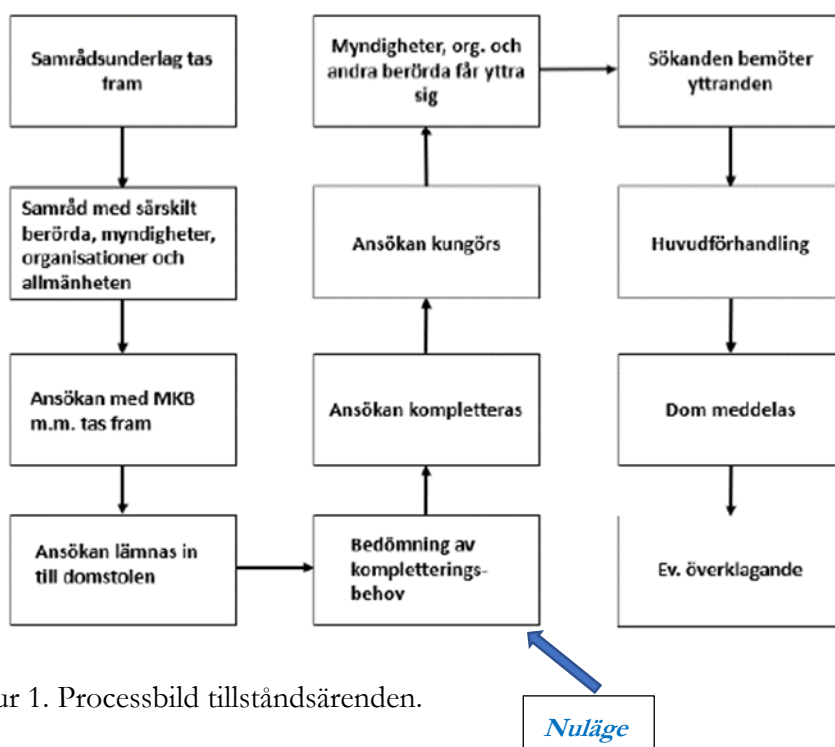 Samrådsunderlag tas
fram
Samråd med särskilt
berörda, myndigheter,
organisationer och
allmänheten
Ansökan med MKB
m.m. tas fram
Ansökan lämnas in
till domstolen
Bedömning av
kompletterings-
behov
Ansökan kompletteras
Ansökan kungörs
Myndigheter, org. och
andra berörda får yttra
sig
Sökanden bemöter
yttranden
Huvudförhandling
Dom meddelas
Ev. överklagande
ur 1. Processbild tillståndsärenden.
Nuläge